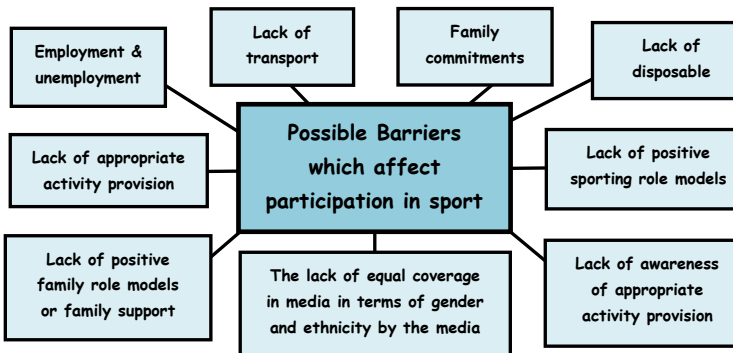 Employment &
unemployment
Lack of
transport
Family
commitments
Lack of
disposable
Possible Barriers
which affect
participation in sport
Lack of appropriate
activity provision
Lack of positive
sporting role models
Lack of positive
family role models
or family support
The lack of equal coverage
in media in terms of gender
and ethnicity by the media
Lack of awareness
of appropriate
activity provision